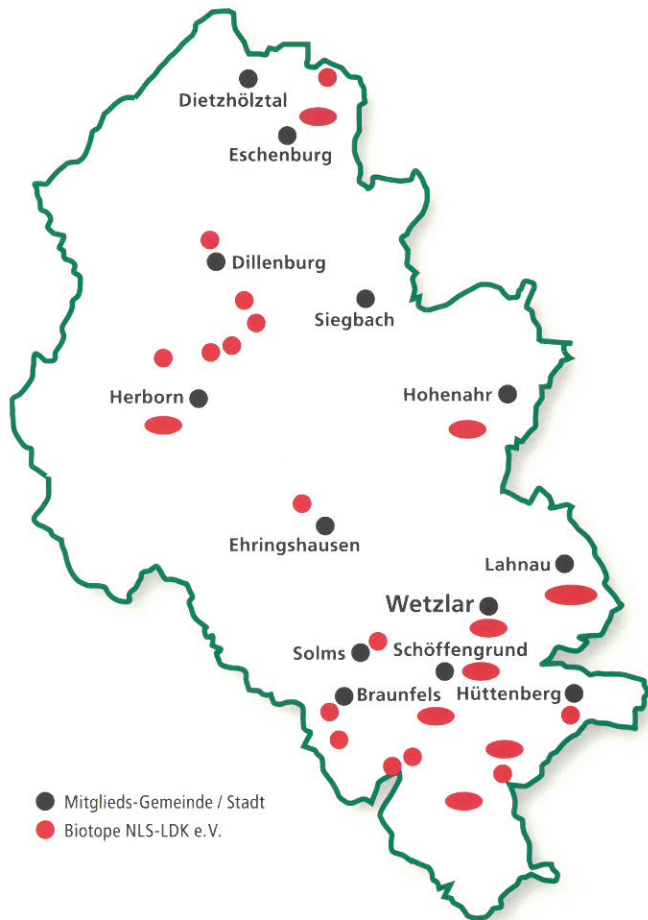 Dietzhölztal
Eschenburg
Dillenburg
Siegbach
Herborn
Hohenahr
Ehringshausen
Lahnau
Wetzlar
Solms
Schöffengrund
Braunfels
Hüttenberg
Mitglieds-Gemeinde / Stadt
Biotope NLS-LDK e.V.